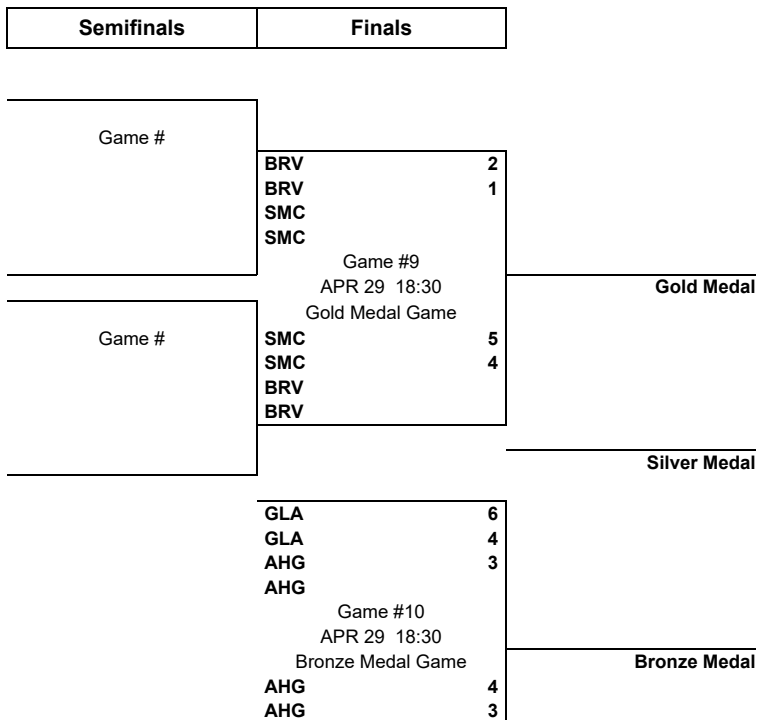 Semifinals Finals
Game #
BRV 2
BRV 1
SMC
SMC
Game #9
APR 29 18:30
Gold Medal
Gold Medal Game
Game #
SMC 5
SMC 4
BRV
BRV
Silver Medal
GLA 6
GLA 4
AHG 3
AHG
Game #10
APR 29 18:30
Bronze Medal Game Bronze Medal
AHG 4
AHG 3